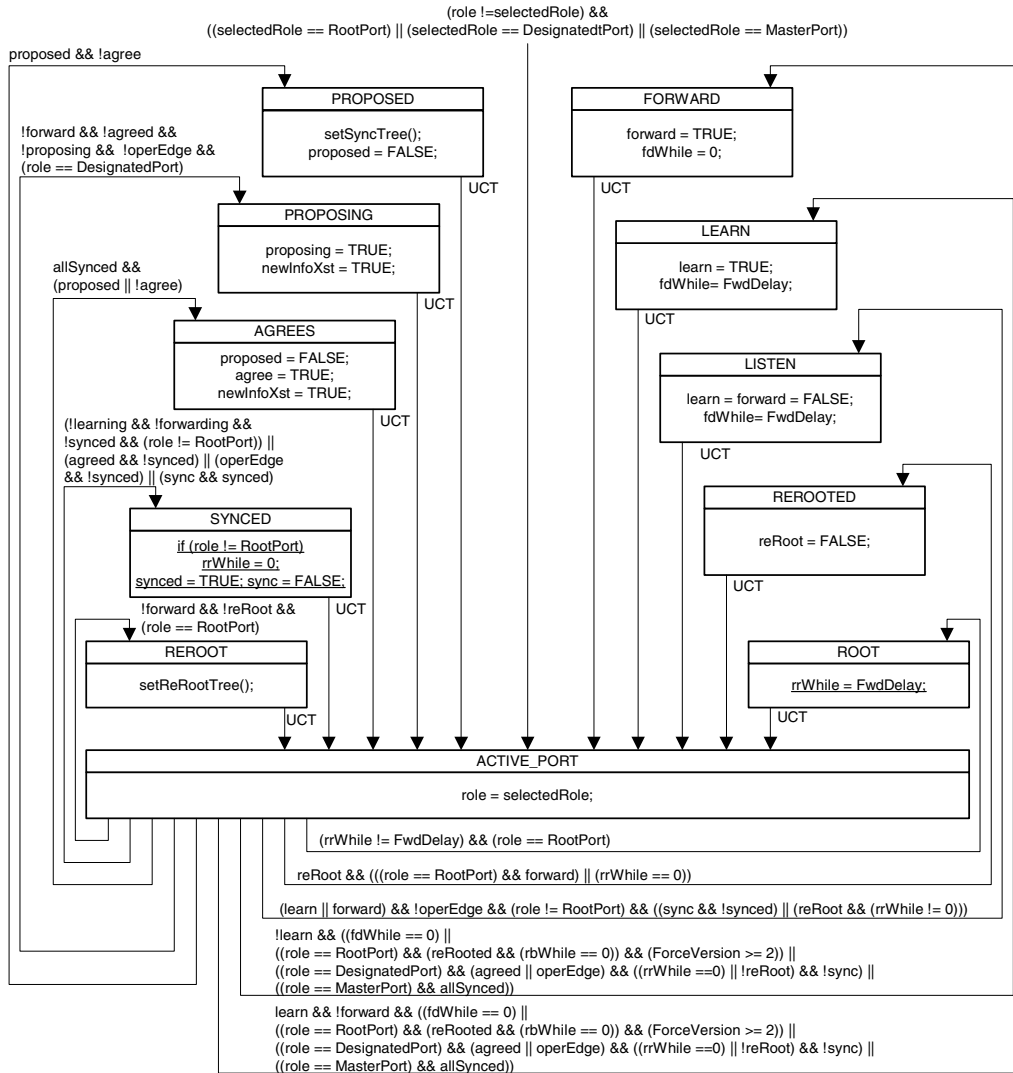 (role !=selectedRole) &&
((selectedRole == RootPort) || (selectedRole == DesignatedtPort) || (selectedRole == MasterPort))
proposed && !agree
PROPOSED
setSyncTree();
proposed = FALSE;
UCT
FORWARD
forward = TRUE;
fdWhile = 0;
UCT
!forward && !agreed &&
!proposing && !operEdge &&
(role == DesignatedPort)
PROPOSING
proposing = TRUE;
newInfoXst = TRUE;
UCT
LEARN
learn = TRUE;
fdWhile= FwdDelay;
UCT
allSynced &&
(proposed || !agree)
AGREES
proposed = FALSE;
agree = TRUE;
newInfoXst = TRUE;
UCT
LISTEN
learn = forward = FALSE;
fdWhile= FwdDelay;
UCT
(!learning && !forwarding &&
!synced && (role != RootPort)) ||
(agreed && !synced) || (operEdge
&& !synced) || (sync && synced)
SYNCED
if (role != RootPort)
rrWhile = 0;
synced = TRUE; sync = FALSE;
UCT
REROOTED
reRoot = FALSE;
UCT
!forward && !reRoot &&
(role == RootPort)
REROOT
setReRootTree();
UCT
ROOT
rrWhile = FwdDelay;
UCT
ACTIVE_PORT
role = selectedRole;
(rrWhile != FwdDelay) && (role == RootPort)
reRoot && (((role == RootPort) && forward) || (rrWhile == 0))
(learn || forward) && !operEdge && (role != RootPort) && ((sync && !synced) || (reRoot && (rrWhile != 0)))
!learn && ((fdWhile == 0) ||
((role == RootPort) && (reRooted && (rbWhile == 0)) && (ForceVersion >= 2)) ||
((role == DesignatedPort) && (agreed || operEdge) && ((rrWhile ==0) || !reRoot) && !sync) ||
((role == MasterPort) && allSynced))
learn && !forward && ((fdWhile == 0) ||
((role == RootPort) && (reRooted && (rbWhile == 0)) && (ForceVersion >= 2)) ||
((role == DesignatedPort) && (agreed || operEdge) && ((rrWhile ==0) || !reRoot) && !sync) ||
((role == MasterPort) && allSynced))